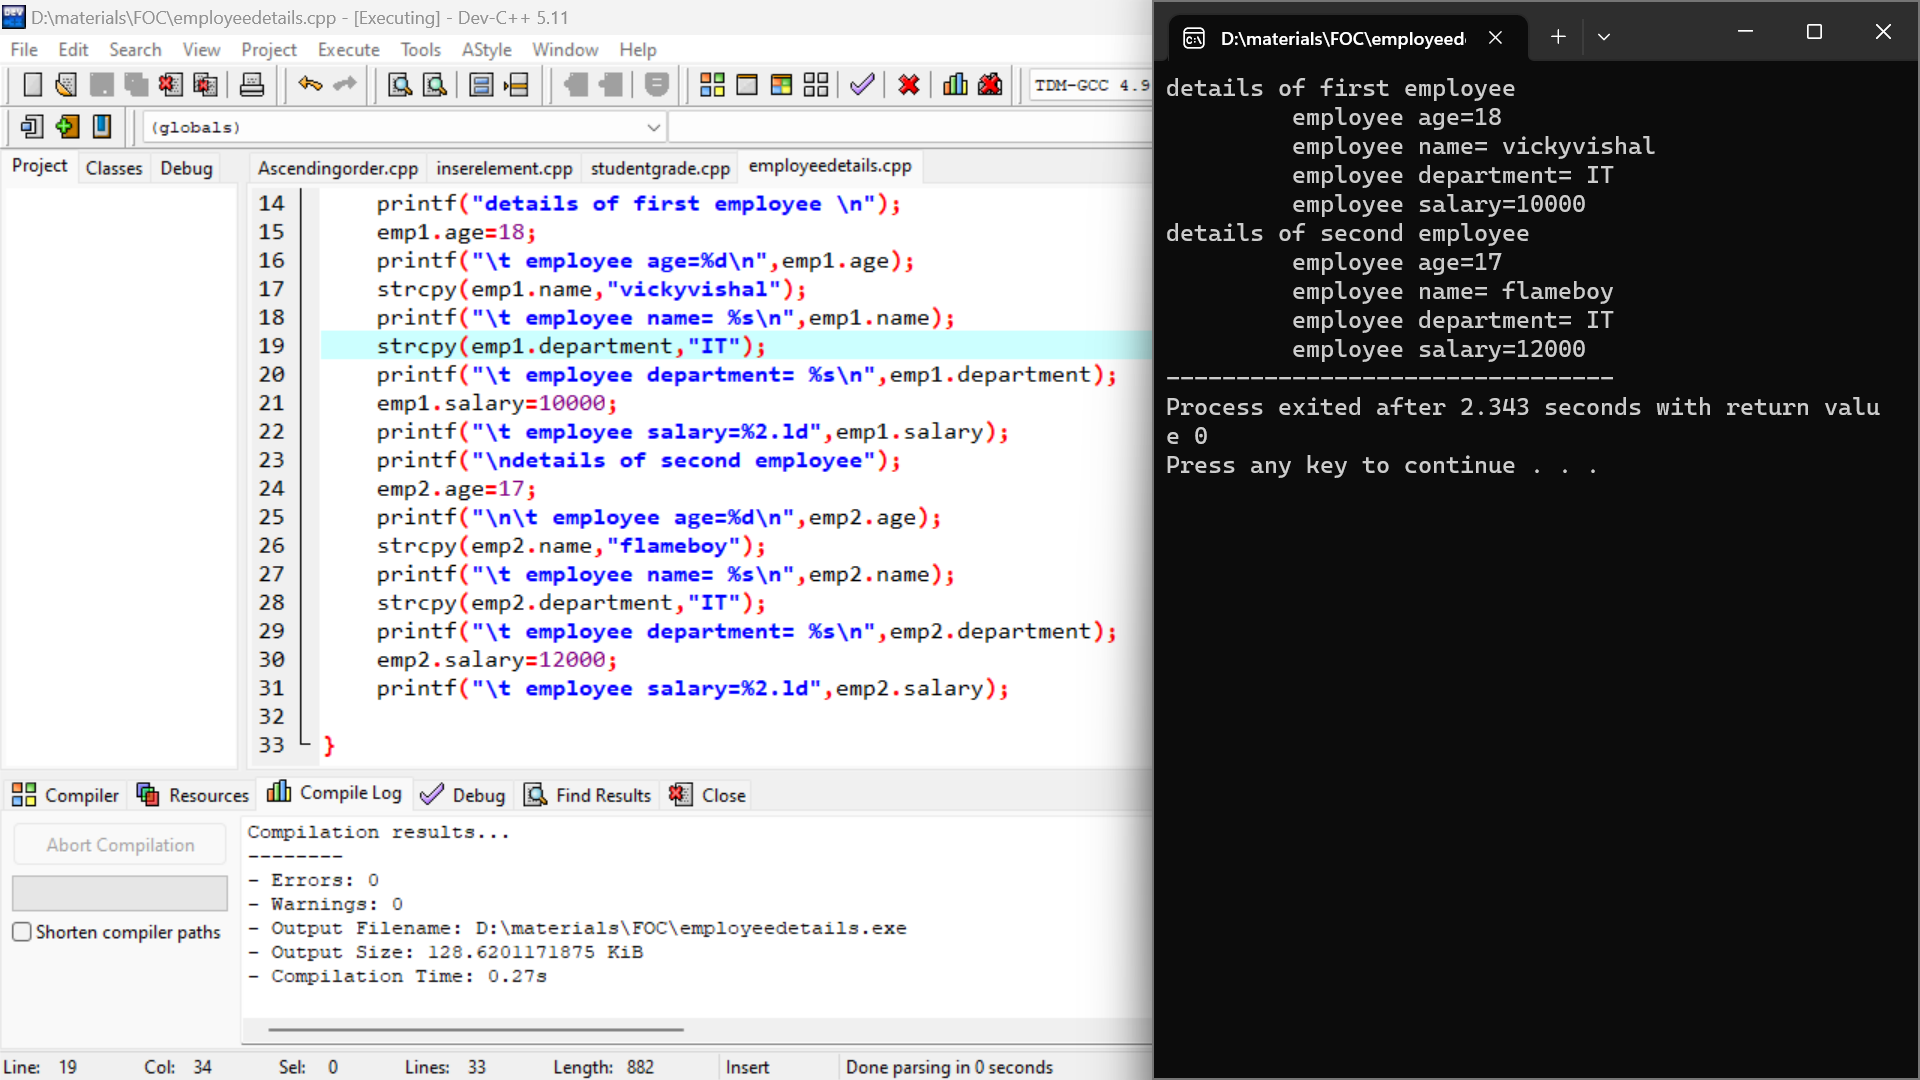 D:\materials\FOC\employeedetails.cpp - [Executing] - Dev-C++ 5.11
File Edit Search View Project Execute Tools AStyle Window Help
TDM-GCC 4.9
(globals)
Project Classes Debug
Ascendingorder.cpp inserelement.cpp studentgrade.cpp employeedetails.cpp
14 printf("details of first employee \n");
15 emp1.age=18;
16 printf("\t employee age=%d\n",emp1.age);
17 strcpy(emp1.name,"vickyvishal");
18 printf("\t employee name= %s\n",emp1.name);
19 strcpy(emp1.department,"IT");
20 printf("\t employee department= %s\n",emp1.department);
21 emp1.salary=10000;
22 printf("\t employee salary=%2.ld",emp1.salary);
23 printf("\ndetails of second employee");
24 emp2.age=17;
25 printf("\n\t employee age=%d\n",emp2.age);
26 strcpy(emp2.name,"flameboy");
27 printf("\t employee name= %s\n",emp2.name);
28 strcpy(emp2.department,"IT");
29 printf("\t employee department= %s\n",emp2.department);
30 emp2.salary=12000;
31 printf("\t employee salary=%2.ld",emp2.salary);
32
33 }
Compiler Resources Compile Log Debug Find Results Close
Abort Compilation
Shorten compiler paths
Compilation results...
--------
- Errors: 0
- Warnings: 0
- Output Filename: D:\materials\FOC\employeedetails.exe
- Output Size: 128.6201171875 KiB
- Compilation Time: 0.27s
Line: 19 Col: 34 Sel: 0 Lines: 33 Length: 882 Insert Done parsing in 0 seconds
D:\materials\FOC\employeed
details of first employee
employee age=18
employee name= vickyvishal
employee department= IT
employee salary=10000
details of second employee
employee age=17
employee name= flameboy
employee department= IT
employee salary=12000
--------------------------------
Process exited after 2.343 seconds with return valu
e 0
Press any key to continue . . .